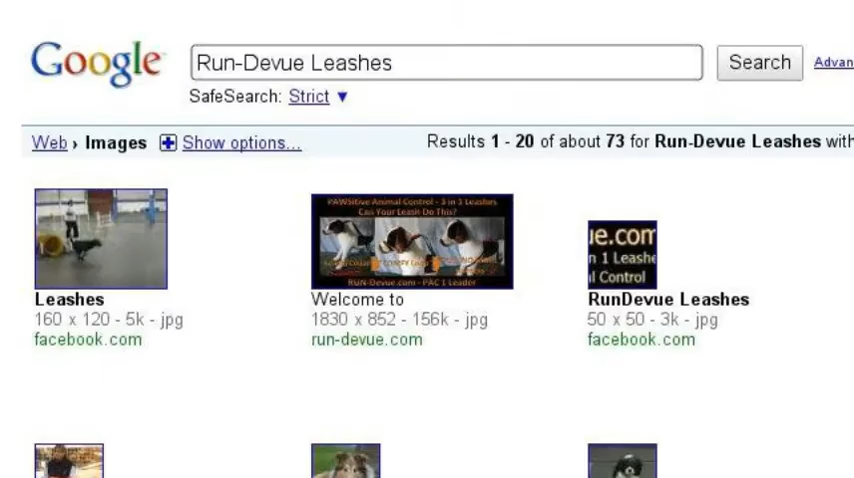 Google Run-Devue Leashes Search Advan
SafeSearch: Strict ▼
Web › Images Show options... Results 1 - 20 of about 73 for Run-Devue Leashes with
PAWSitive Animal Control - 3 in 1 Leashes
Can Your Leash Do This?
RUN-Devue.com - PAC 1 Leader
ue.com
n 1 Leashe
l Control
Leashes Welcome to RunDevue Leashes
160 x 120 - 5k - jpg 1830 x 852 - 156k - jpg 50 x 50 - 3k - jpg
facebook.com run-devue.com facebook.com